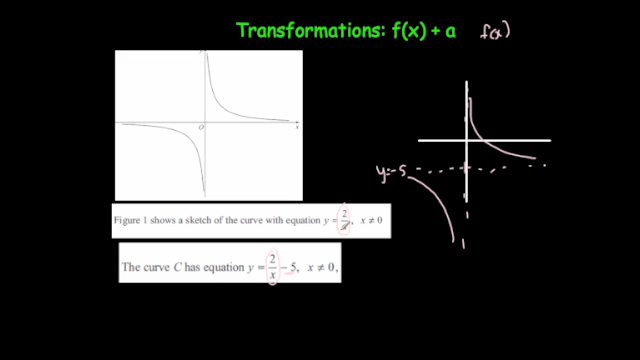 Transformations: f(x) + a
f(x)
y
O
x
y=-5
Figure 1 shows a sketch of the curve with equation y = 2/x, x ≠ 0
The curve C has equation y = 2/x − 5, x ≠ 0,